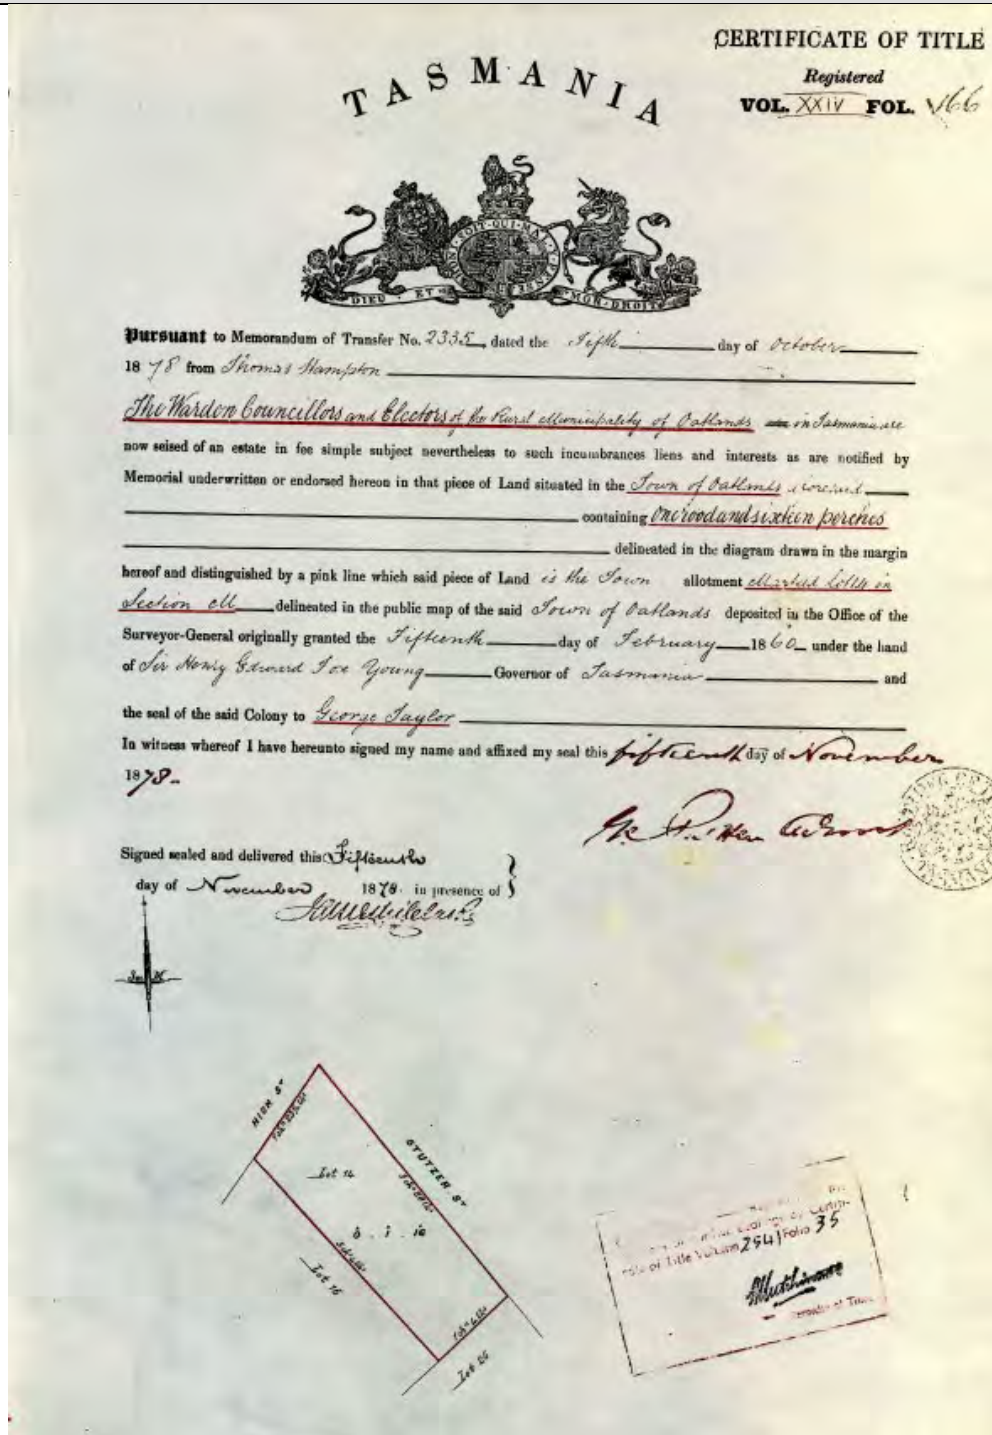 CERTIFICATE OF TITLE
Registered
VOL. XXIV FOL. 166
TASMANIA
DIEU ET MON DROIT
Pursuant to Memorandum of Transfer No. 2335, dated the Fifth day of October
1878 from Thomas Hampton
The Warden Councillors and Electors of the Rural Municipality of Oatlands in Tasmania are
now seised of an estate in fee simple subject nevertheless to such incumbrances liens and interests as are notified by
Memorial underwritten or endorsed hereon in that piece of Land situated in the Town of Oatlands
containing One rood and sixteen perches
delineated in the diagram drawn in the margin
hereof and distinguished by a pink line which said piece of Land is the Town allotment marked in
Section M delineated in the public map of the said Town of Oatlands deposited in the Office of the
Surveyor-General originally granted the Fifteenth day of February 1860 under the hand
of Sir Henry Edward Fox Young Governor of Tasmania and
the seal of the said Colony to George Taylor
In witness whereof I have hereunto signed my name and affixed my seal this fifteenth day of November
1878.
Signed sealed and delivered this Fifteenth
day of November 1878 in presence of
HIGH ST
STUTZER ST
Lot 14
Lot 26
of Title Volume 2541 Folio 35